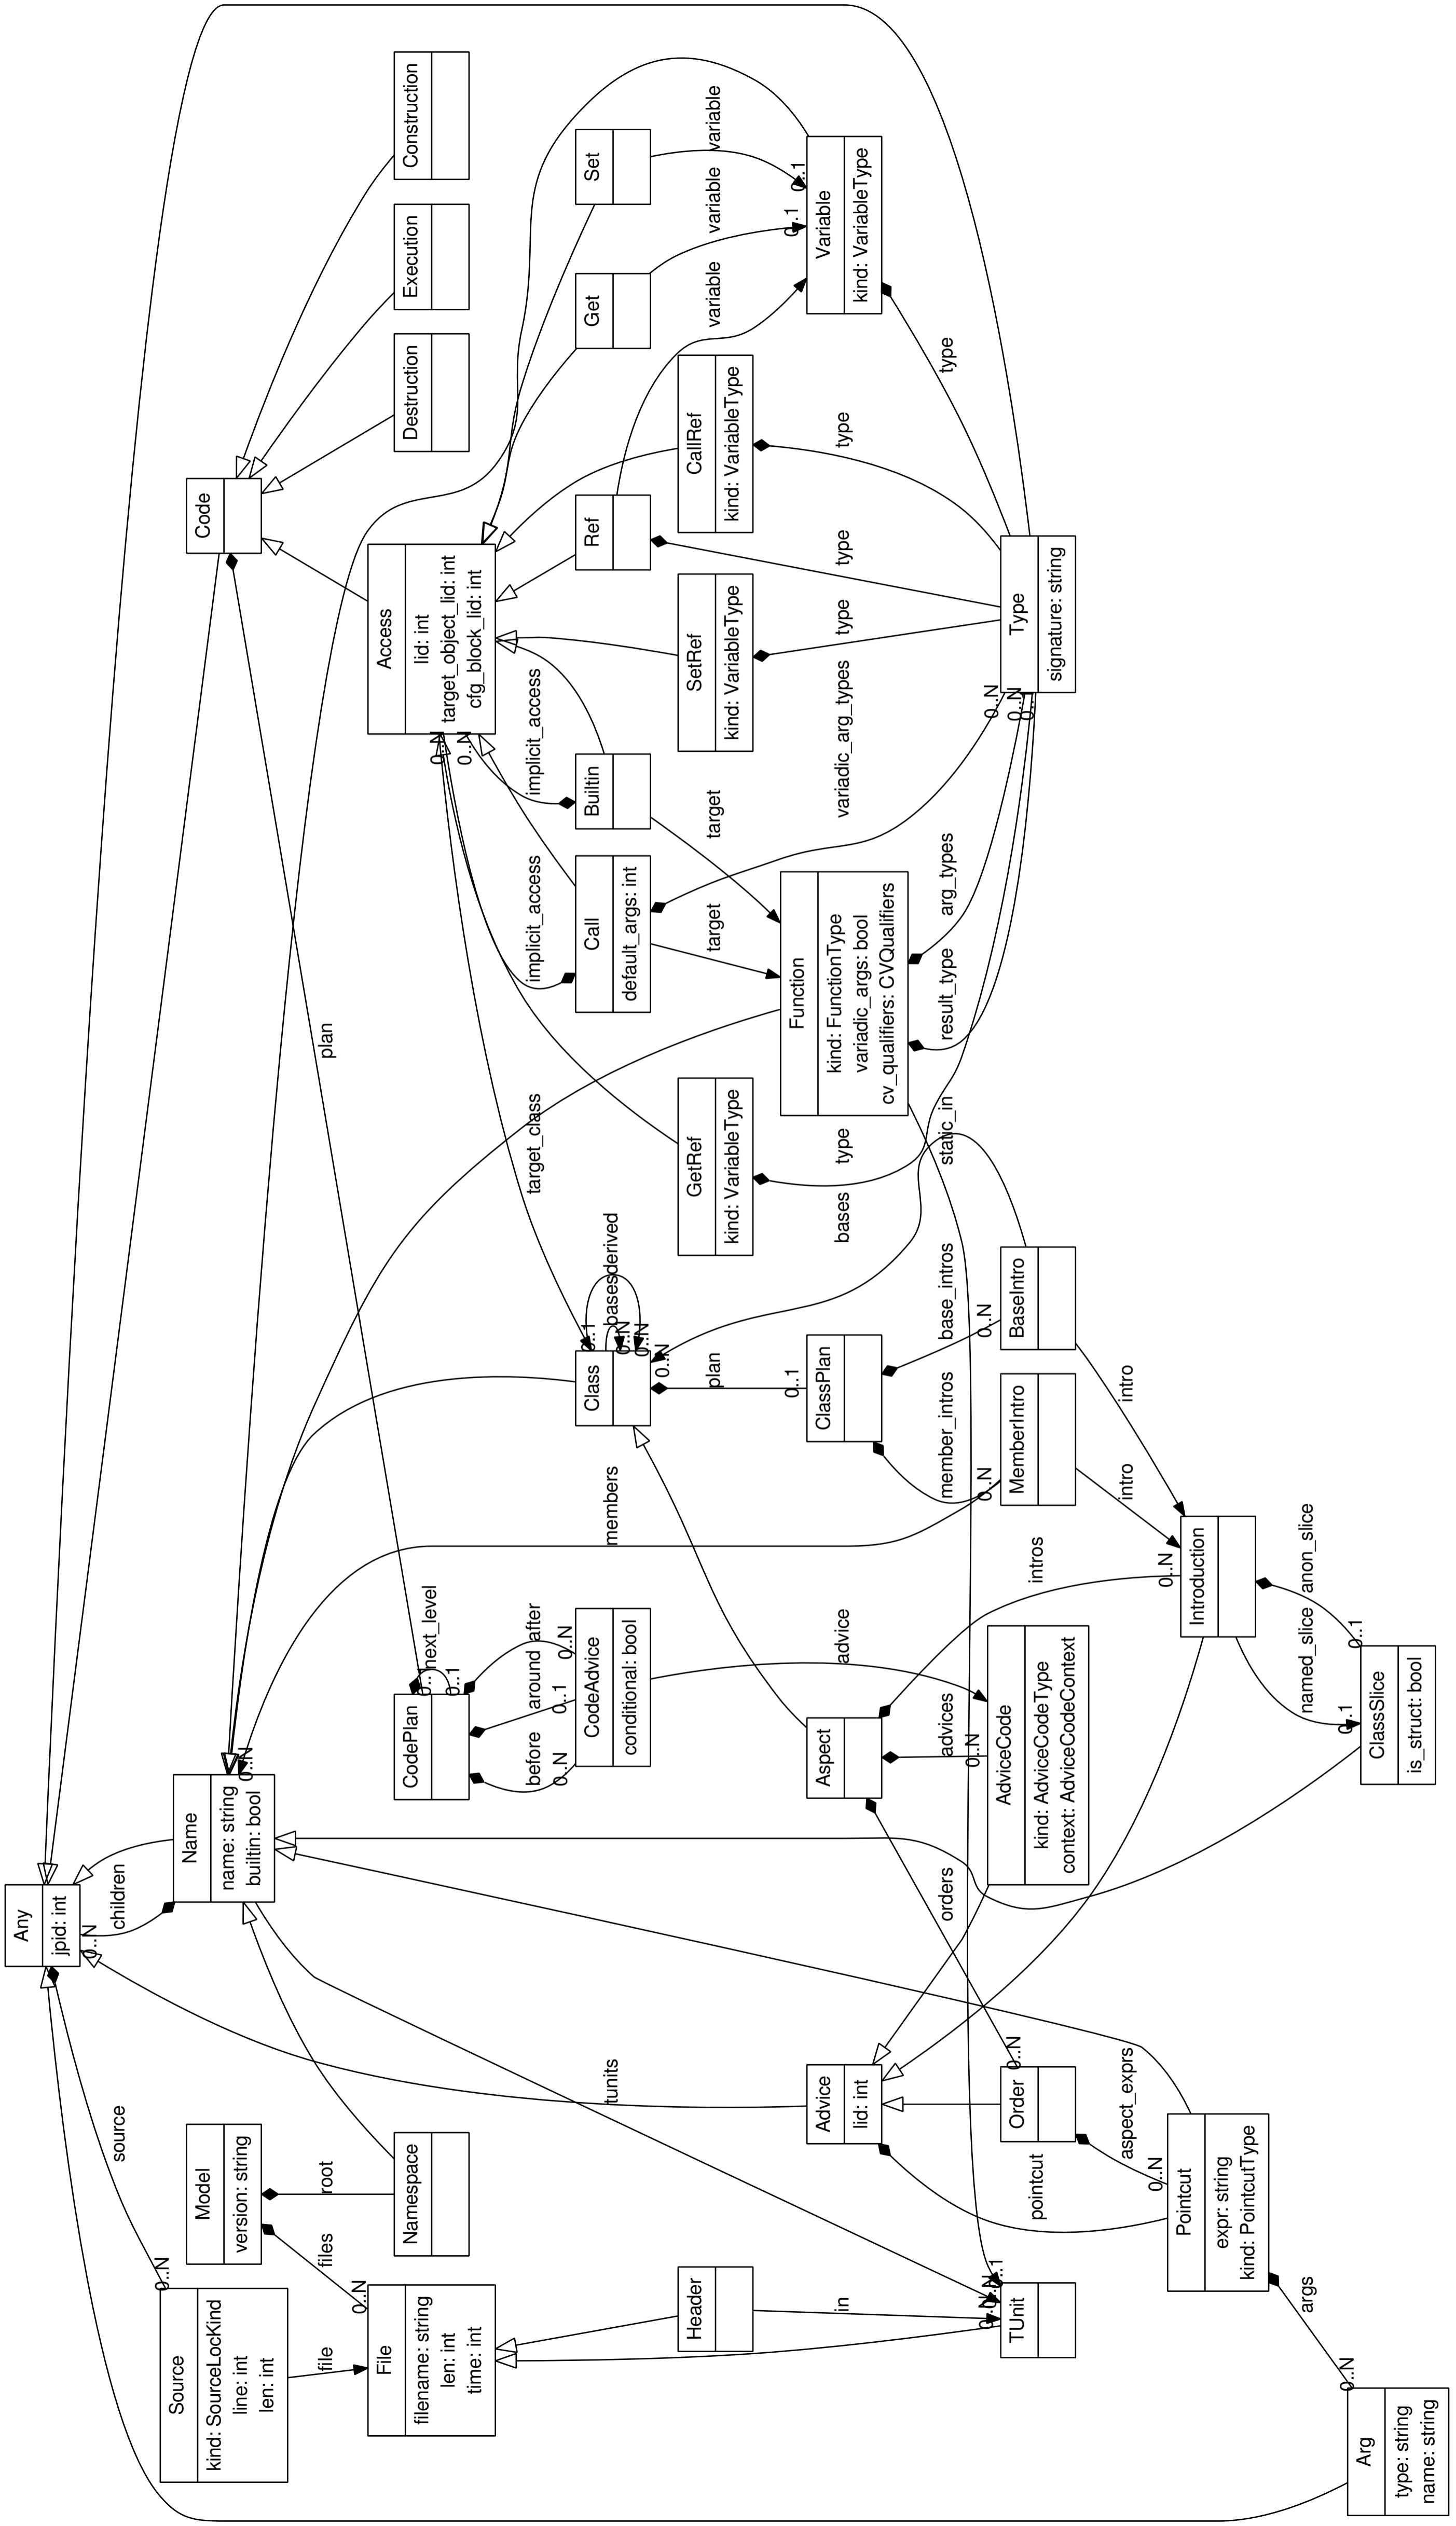 Any
jpid: int
Code
Construction
Execution
Destruction
Name
name: string
builtin: bool
children
0..N
source
0..N
Source
kind: SourceLocKind
line: int
len: int
Model
version: string
file
files
0..N
root
File
filename: string
len: int
time: int
Namespace
plan
CodePlan
next_level
0..1
0..1
before
around
after
0..N
0..1
0..N
CodeAdvice
conditional: bool
0..N
Access
lid: int
target_object_lid: int
cfg_block_lid: int
0..N
0..N
implicit_access
implicit_access
target_class
Set
Get
Ref
Builtin
Call
default_args: int
Class
0..1
bases
derived
0..N
0..N
0..N
members
tunits
variable
variable
variable
0..1
0..1
CallRef
kind: VariableType
SetRef
kind: VariableType
GetRef
kind: VariableType
Header
target
target
plan
0..1
Variable
kind: VariableType
Function
kind: FunctionType
variadic_args: bool
cv_qualifiers: CVQualifiers
ClassPlan
Aspect
Advice
lid: int
type
type
type
variadic_arg_types
type
bases
advice
in
type
arg_types
result_type
static_in
base_intros
member_intros
advices
orders
0..N
0..N
0..N
0..N
0..N
0..N
0..1
Type
signature: string
BaseIntro
MemberIntro
AdviceCode
kind: AdviceCodeType
context: AdviceCodeContext
Order
TUnit
intros
pointcut
intro
intro
aspect_exprs
0..N
0..N
Introduction
Pointcut
expr: string
kind: PointcutType
anon_slice
named_slice
0..1
0..1
args
0..N
ClassSlice
is_struct: bool
Arg
type: string
name: string